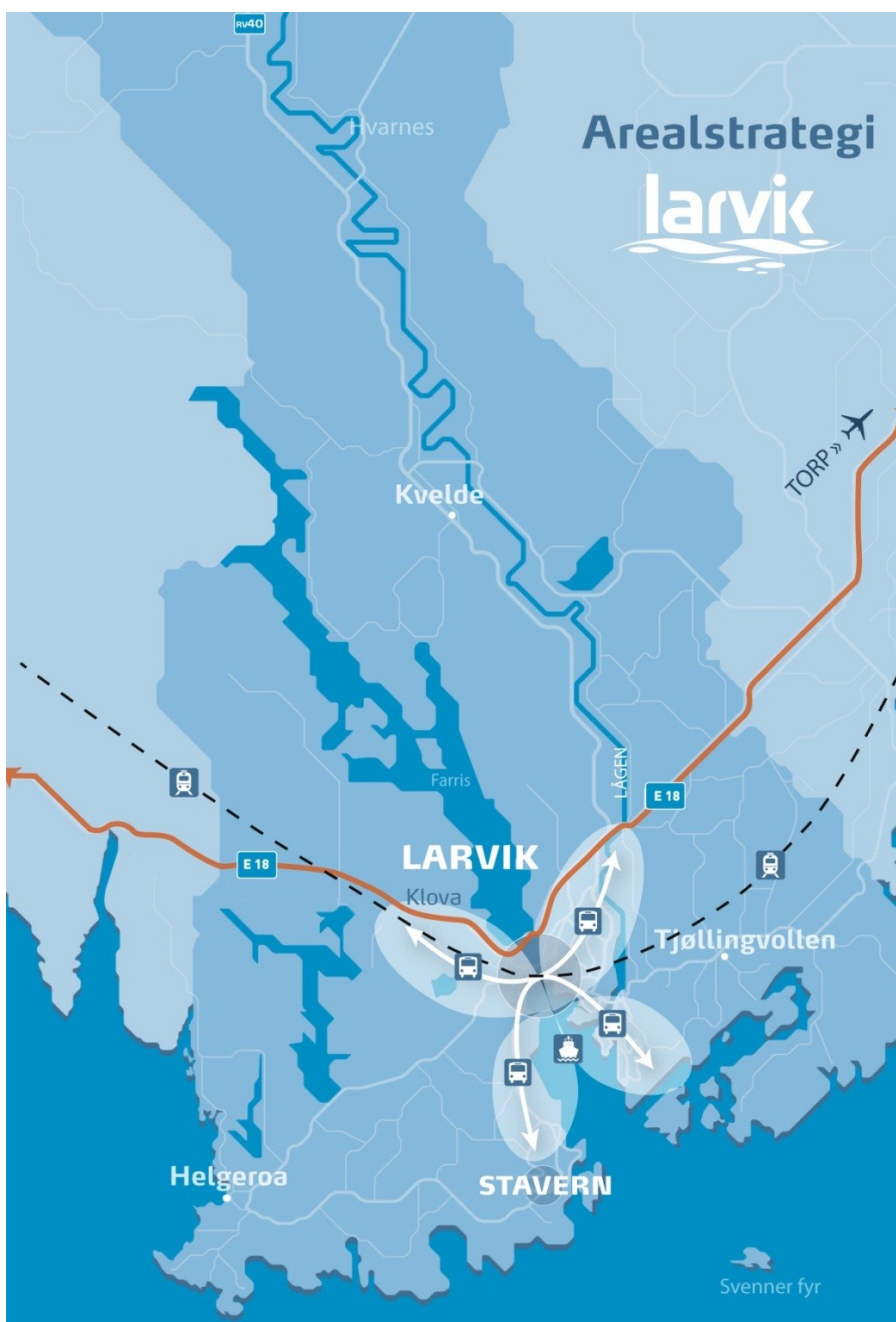 RV40
Hvarnes
Arealstrategi
larvik
TORP »
Kvelde
Farris
LÅGEN
E 18
E 18
LARVIK
Klova
Tjøllingvollen
Helgeroa
STAVERN
Svenner fyr